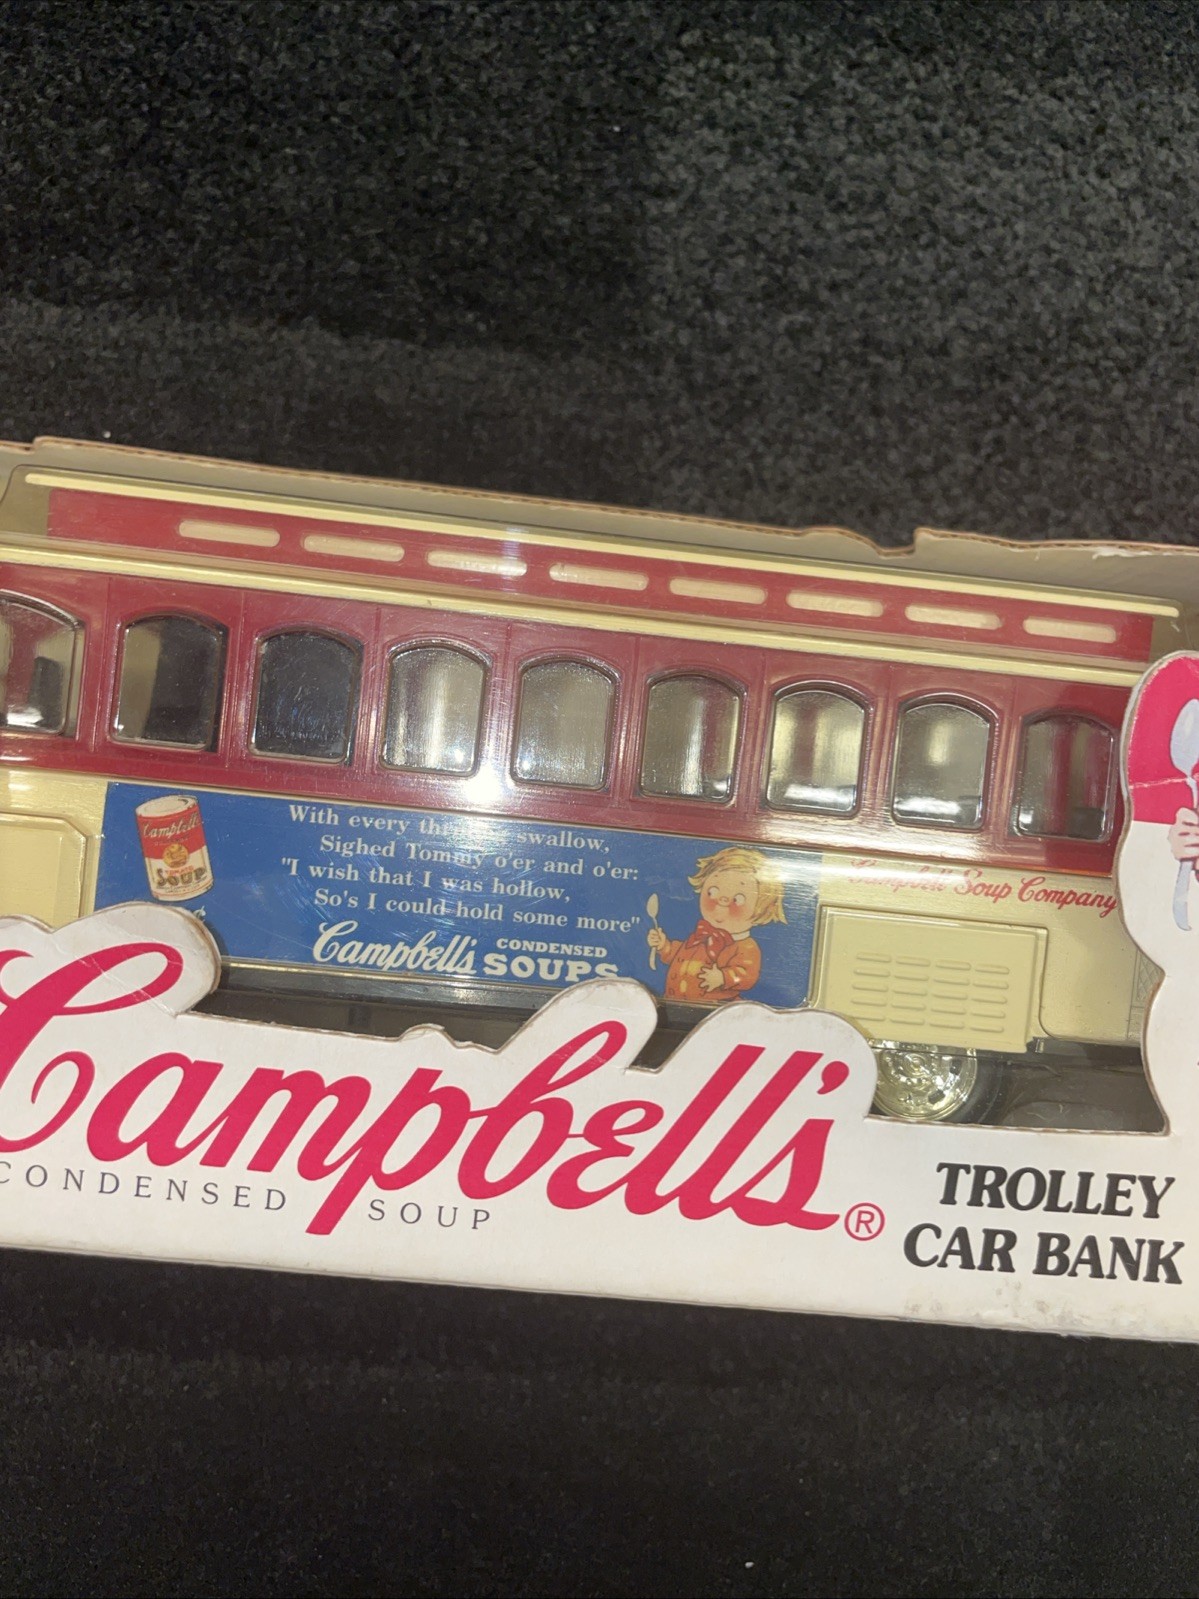 Campbell's
SOUP
With every swallow,
Sighed Tommy o'er and o'er:
"I wish that I was hollow,
So's I could hold some more"
Campbell's CONDENSED
SOUPS
Campbell Soup Company
Campbell's®
CONDENSED SOUP
TROLLEY
CAR BANK